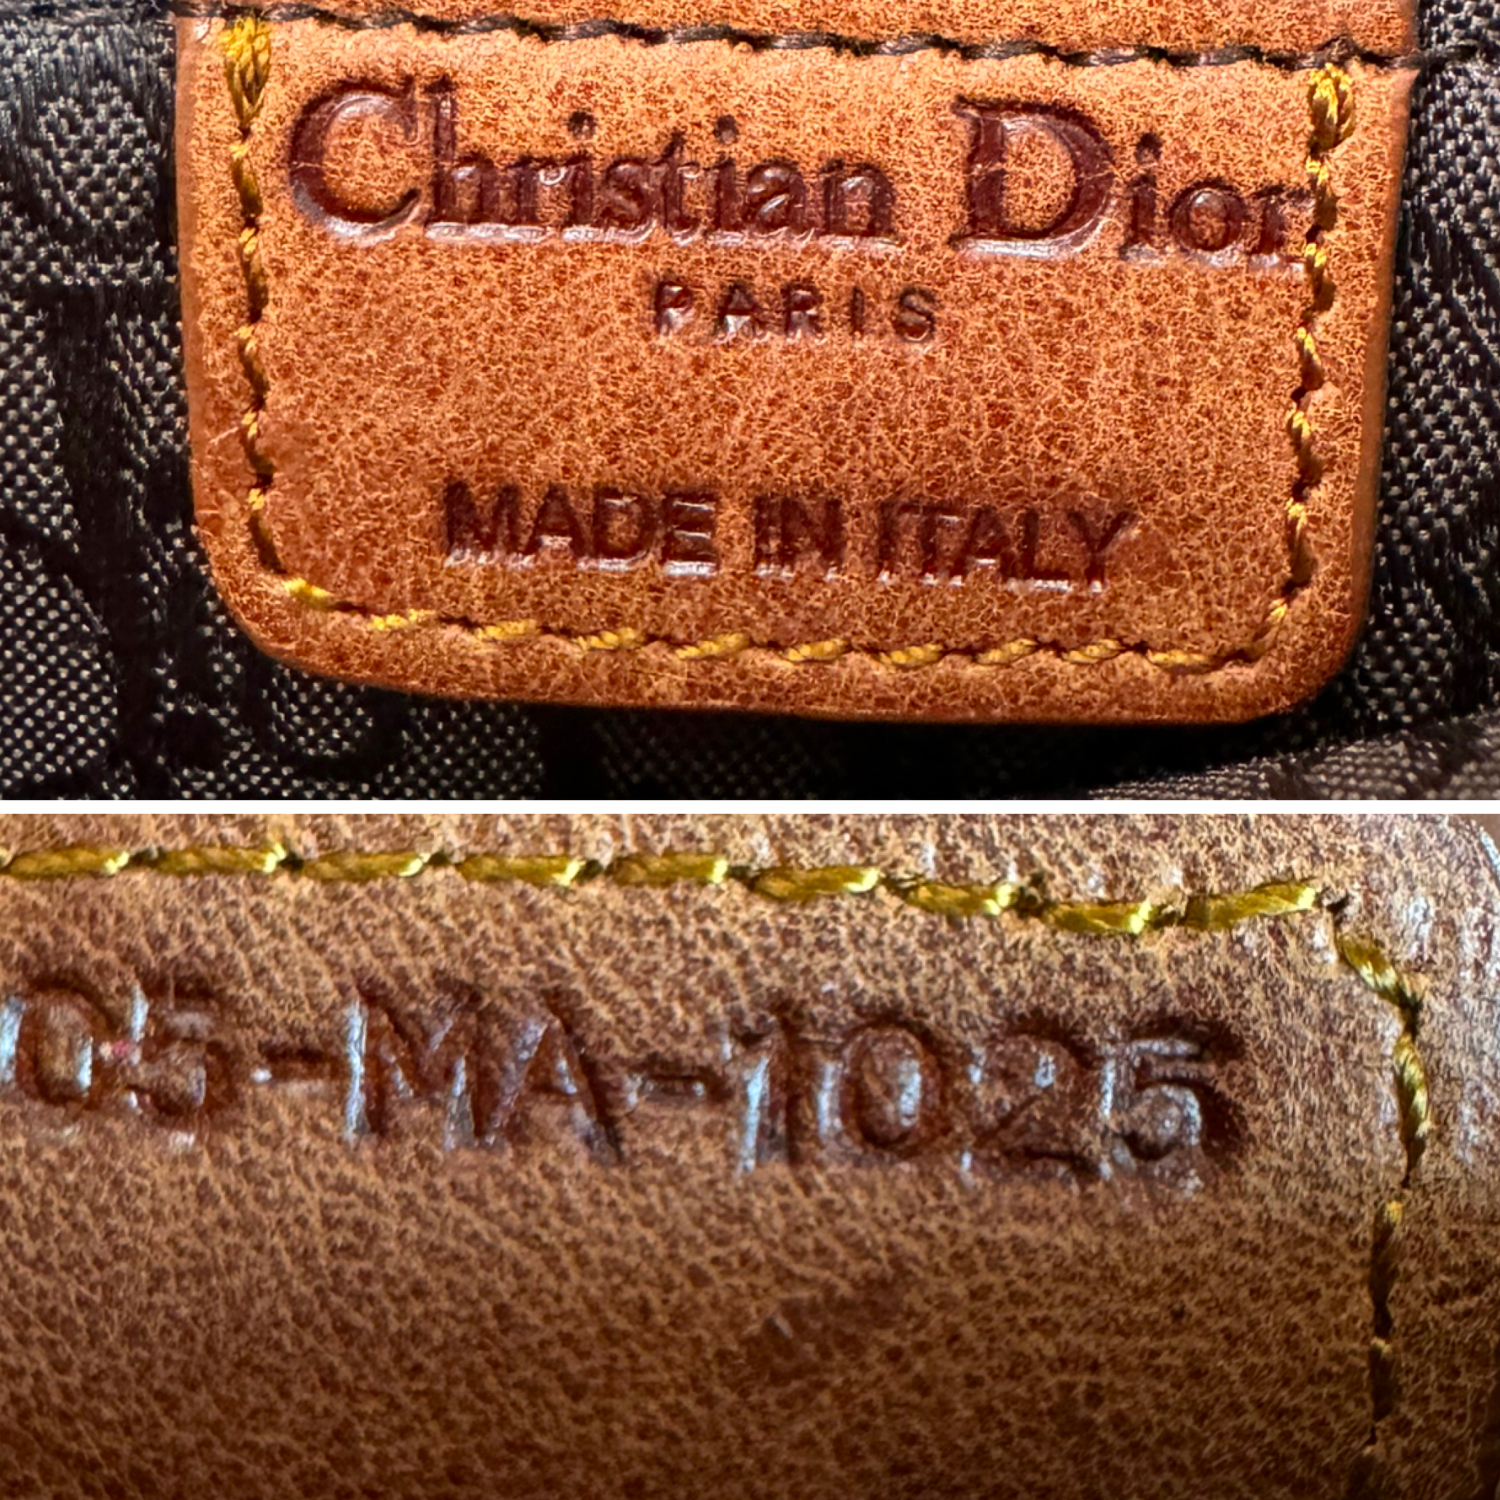 Christian Dior
PARIS
MADE IN ITALY
05-MA-1025